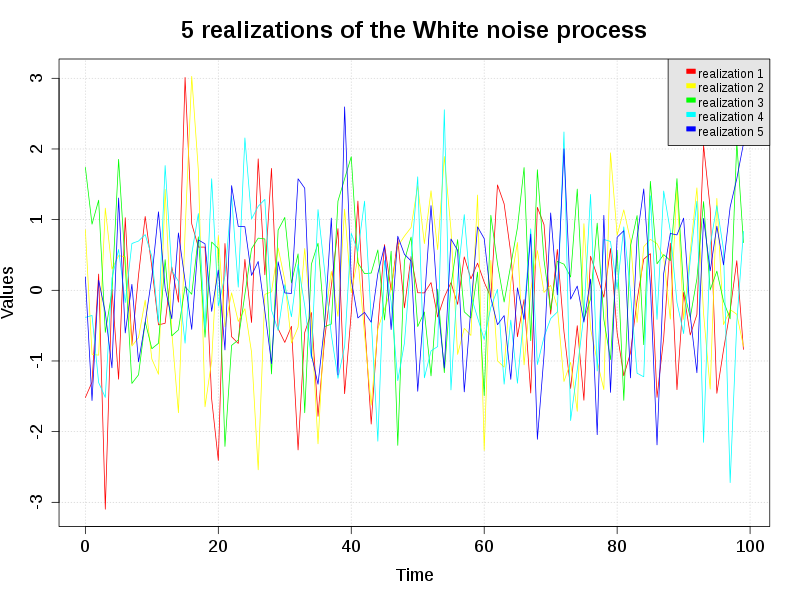 5 realizations of the White noise process
realization 1
realization 2
realization 3
realization 4
realization 5
Values
3
2
1
0
-1
-2
-3
0 20 40 60 80 100
Time